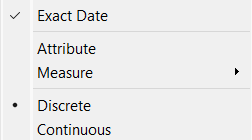 Exact Date
Attribute
Measure
Discrete
Continuous